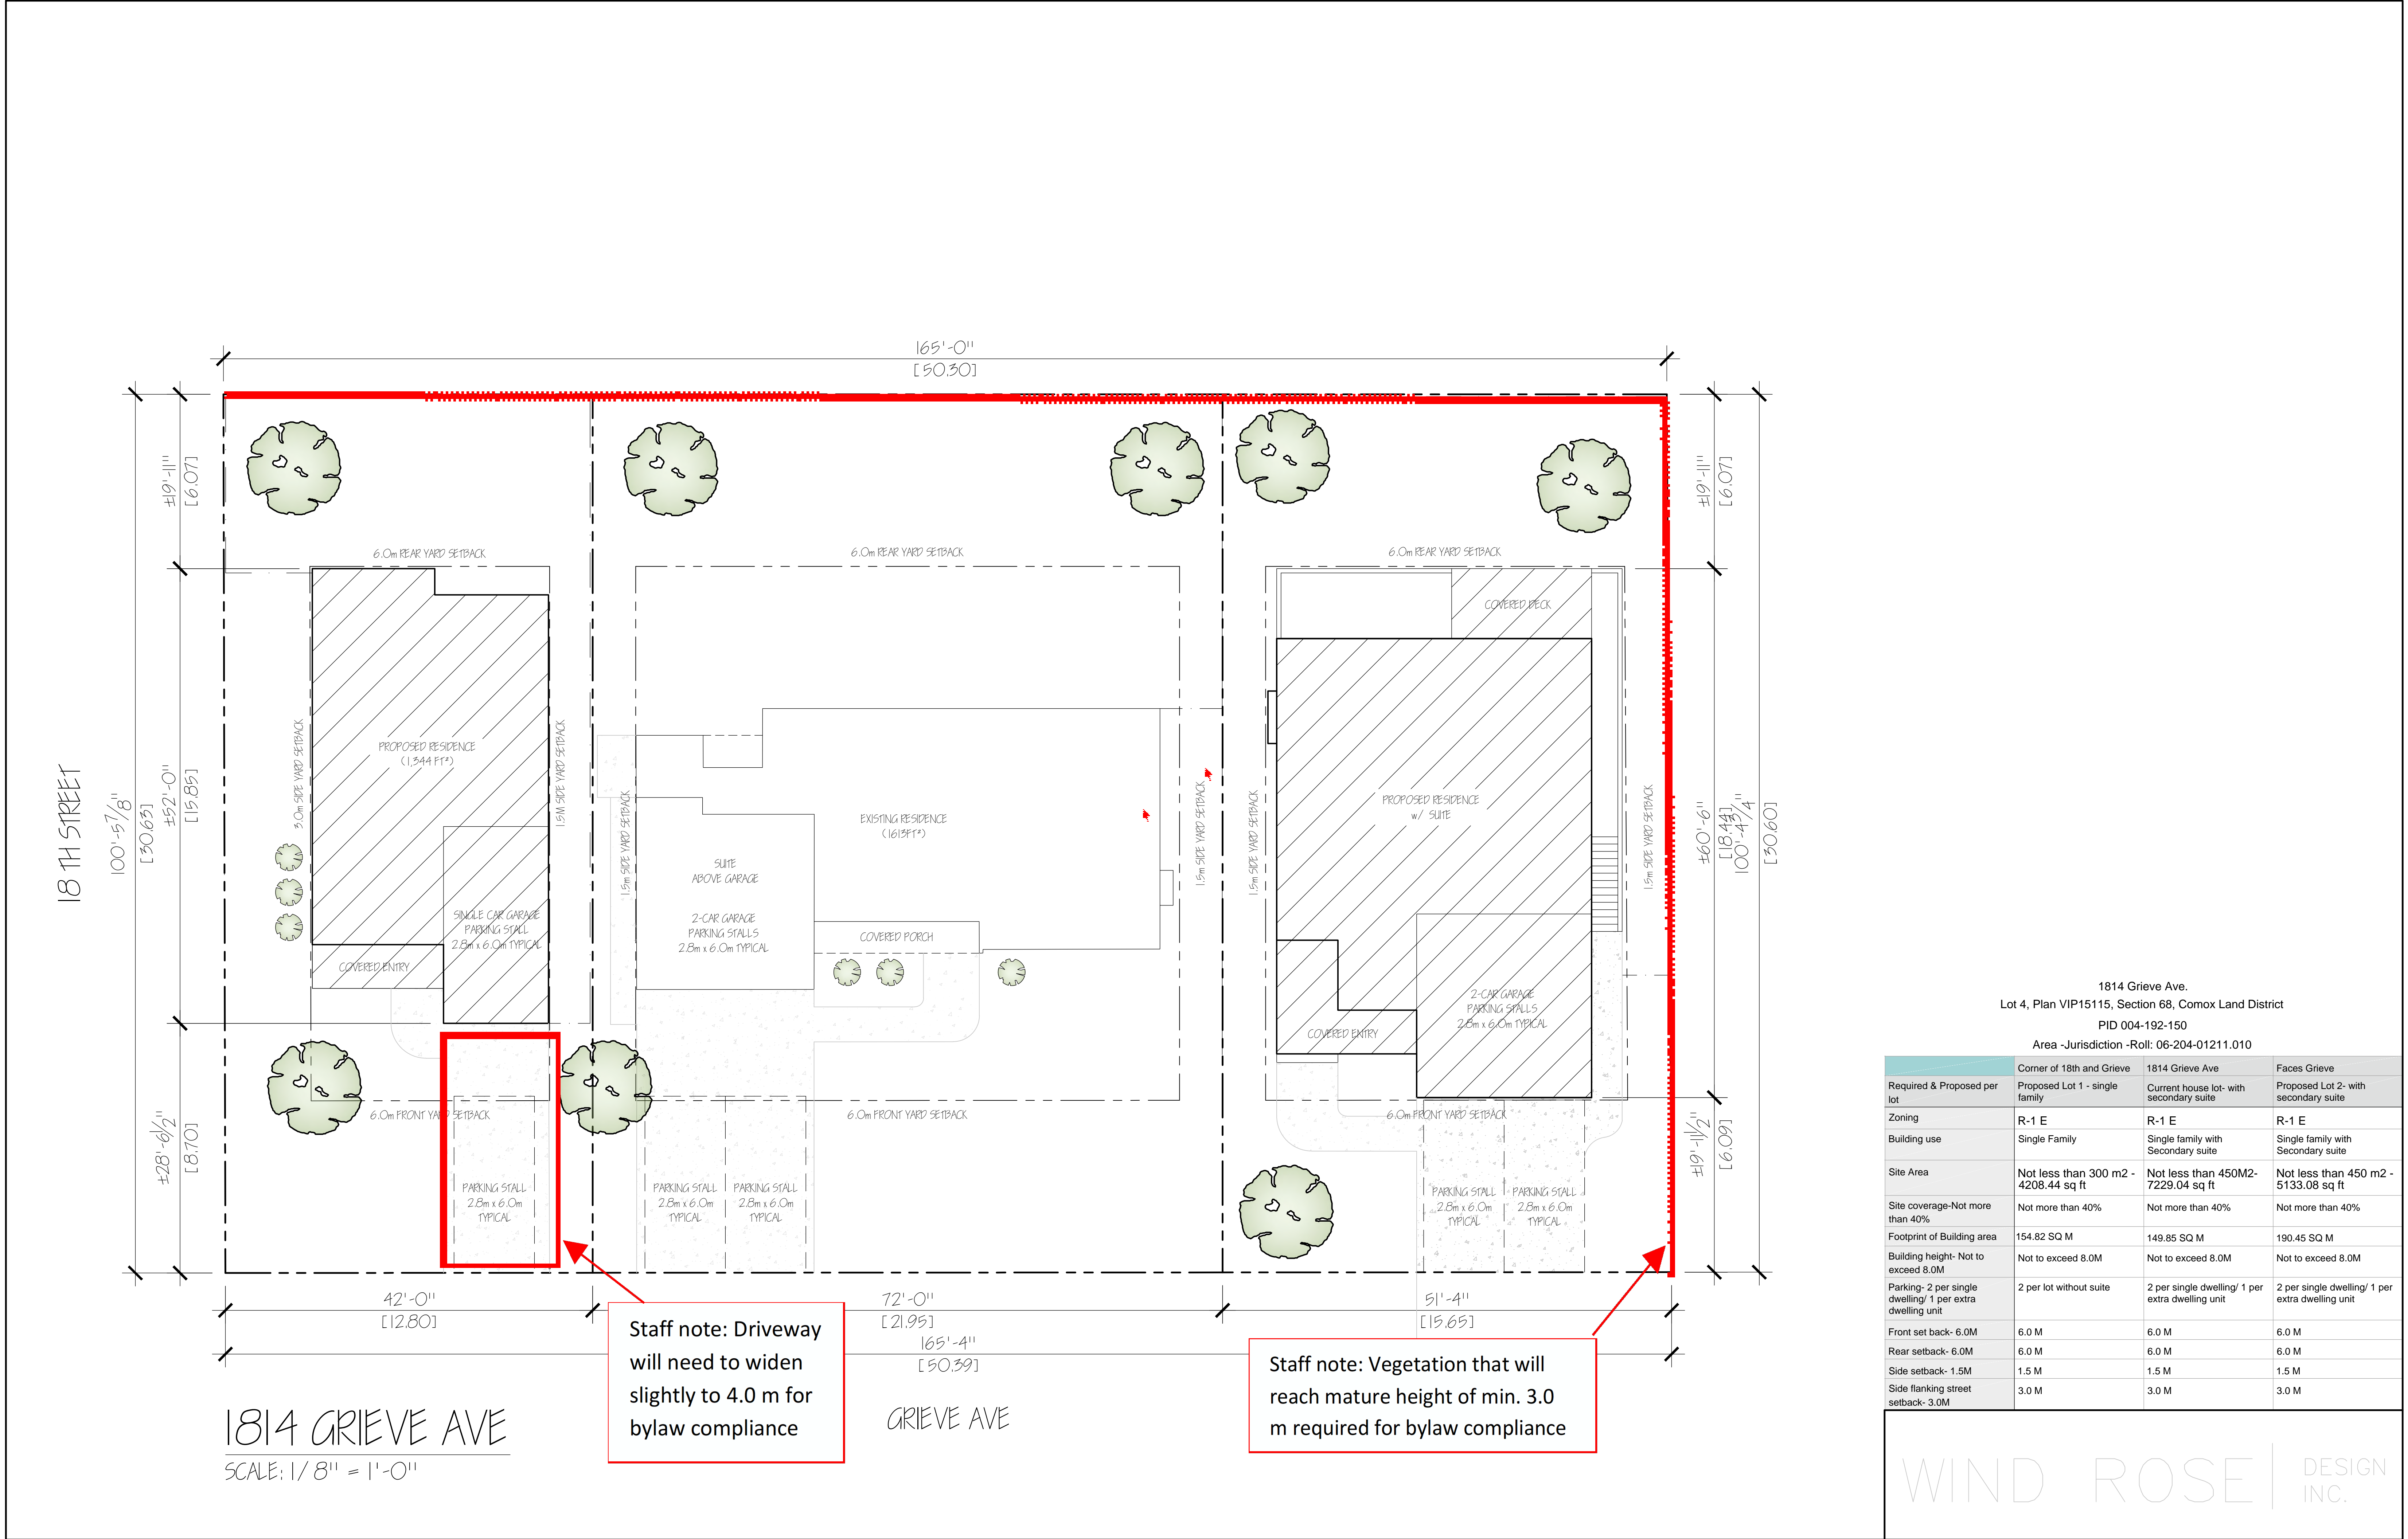 165'-0"
[50.30]
±19'-11"
[6.07]
±19'-11"
[6.07]
6.0m REAR YARD SETBACK
6.0m REAR YARD SETBACK
6.0m REAR YARD SETBACK
COVERED DECK
18 TH STREET
100'-5 7/8"
[30.63]
±52'-0"
[15.85]
3.0m SIDE YARD SETBACK
PROPOSED RESIDENCE
(1,344 FT²)
1.5M SIDE YARD SETBACK
1.5m SIDE YARD SETBACK
EXISTING RESIDENCE
(1613FT²)
1.5m SIDE YARD SETBACK
1.5m SIDE YARD SETBACK
PROPOSED RESIDENCE
w/ SUITE
1.5m SIDE YARD SETBACK
±60'-6"
[18.44]
100'-4 3/4"
[30.60]
SUITE
ABOVE GARAGE
2-CAR GARAGE
PARKING STALLS
2.8m x 6.0m TYPICAL
SINGLE CAR GARAGE
PARKING STALL
2.8m x 6.0m TYPICAL
COVERED ENTRY
COVERED PORCH
2-CAR GARAGE
PARKING STALLS
2.8m x 6.0m TYPICAL
COVERED ENTRY
6.0m FRONT YARD SETBACK
6.0m FRONT YARD SETBACK
6.0m FRONT YARD SETBACK
±28'-6 1/2"
[8.70]
±19'-11 1/2"
[6.09]
PARKING STALL
2.8m x 6.0m
TYPICAL
PARKING STALL
2.8m x 6.0m
TYPICAL
PARKING STALL
2.8m x 6.0m
TYPICAL
PARKING STALL
2.8m x 6.0m
TYPICAL
PARKING STALL
2.8m x 6.0m
TYPICAL
42'-0"
[12.80]
72'-0"
[21.95]
51'-4"
[15.65]
165'-4"
[50.39]
Staff note: Driveway
will need to widen
slightly to 4.0 m for
bylaw compliance
Staff note: Vegetation that will
reach mature height of min. 3.0
m required for bylaw compliance
GRIEVE AVE
1814 GRIEVE AVE
SCALE: 1/8" = 1'-0"
1814 Grieve Ave.
Lot 4, Plan VIP15115, Section 68, Comox Land District
PID 004-192-150
Area -Jurisdiction -Roll: 06-204-01211.010
Corner of 18th and Grieve 1814 Grieve Ave Faces Grieve
Required & Proposed per lot Proposed Lot 1 - single family Current house lot- with secondary suite Proposed Lot 2- with secondary suite
Zoning R-1 E R-1 E R-1 E
Building use Single Family Single family with Secondary suite Single family with Secondary suite
Site Area Not less than 300 m2 - 4208.44 sq ft Not less than 450M2- 7229.04 sq ft Not less than 450 m2 - 5133.08 sq ft
Site coverage-Not more than 40% Not more than 40% Not more than 40% Not more than 40%
Footprint of Building area 154.82 SQ M 149.85 SQ M 190.45 SQ M
Building height- Not to exceed 8.0M Not to exceed 8.0M Not to exceed 8.0M Not to exceed 8.0M
Parking- 2 per single dwelling/ 1 per extra dwelling unit 2 per lot without suite 2 per single dwelling/ 1 per extra dwelling unit 2 per single dwelling/ 1 per extra dwelling unit
Front set back- 6.0M 6.0 M 6.0 M 6.0 M
Rear setback- 6.0M 6.0 M 6.0 M 6.0 M
Side setback- 1.5M 1.5 M 1.5 M 1.5 M
Side flanking street setback- 3.0M 3.0 M 3.0 M 3.0 M
WIND ROSE
DESIGN
INC.